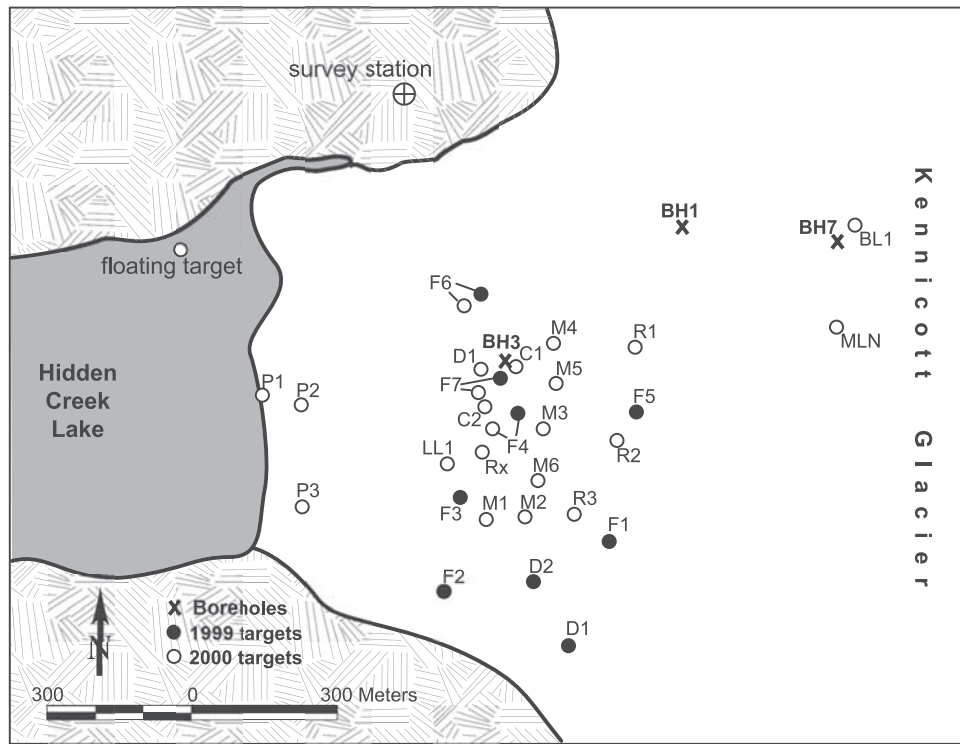 survey station
Kennicott Glacier
BH1
BH7
BL1
floating target
F6
MLN
M4
R1
BH3
C1
D1
Hidden
Creek
Lake
P1
P2
F7
M5
F5
C2
M3
F4
R2
LL1
Rx
M6
P3
F3
M1
M2
R3
F1
F2
D2
D1
N
Boreholes
1999 targets
2000 targets
300 0 300 Meters